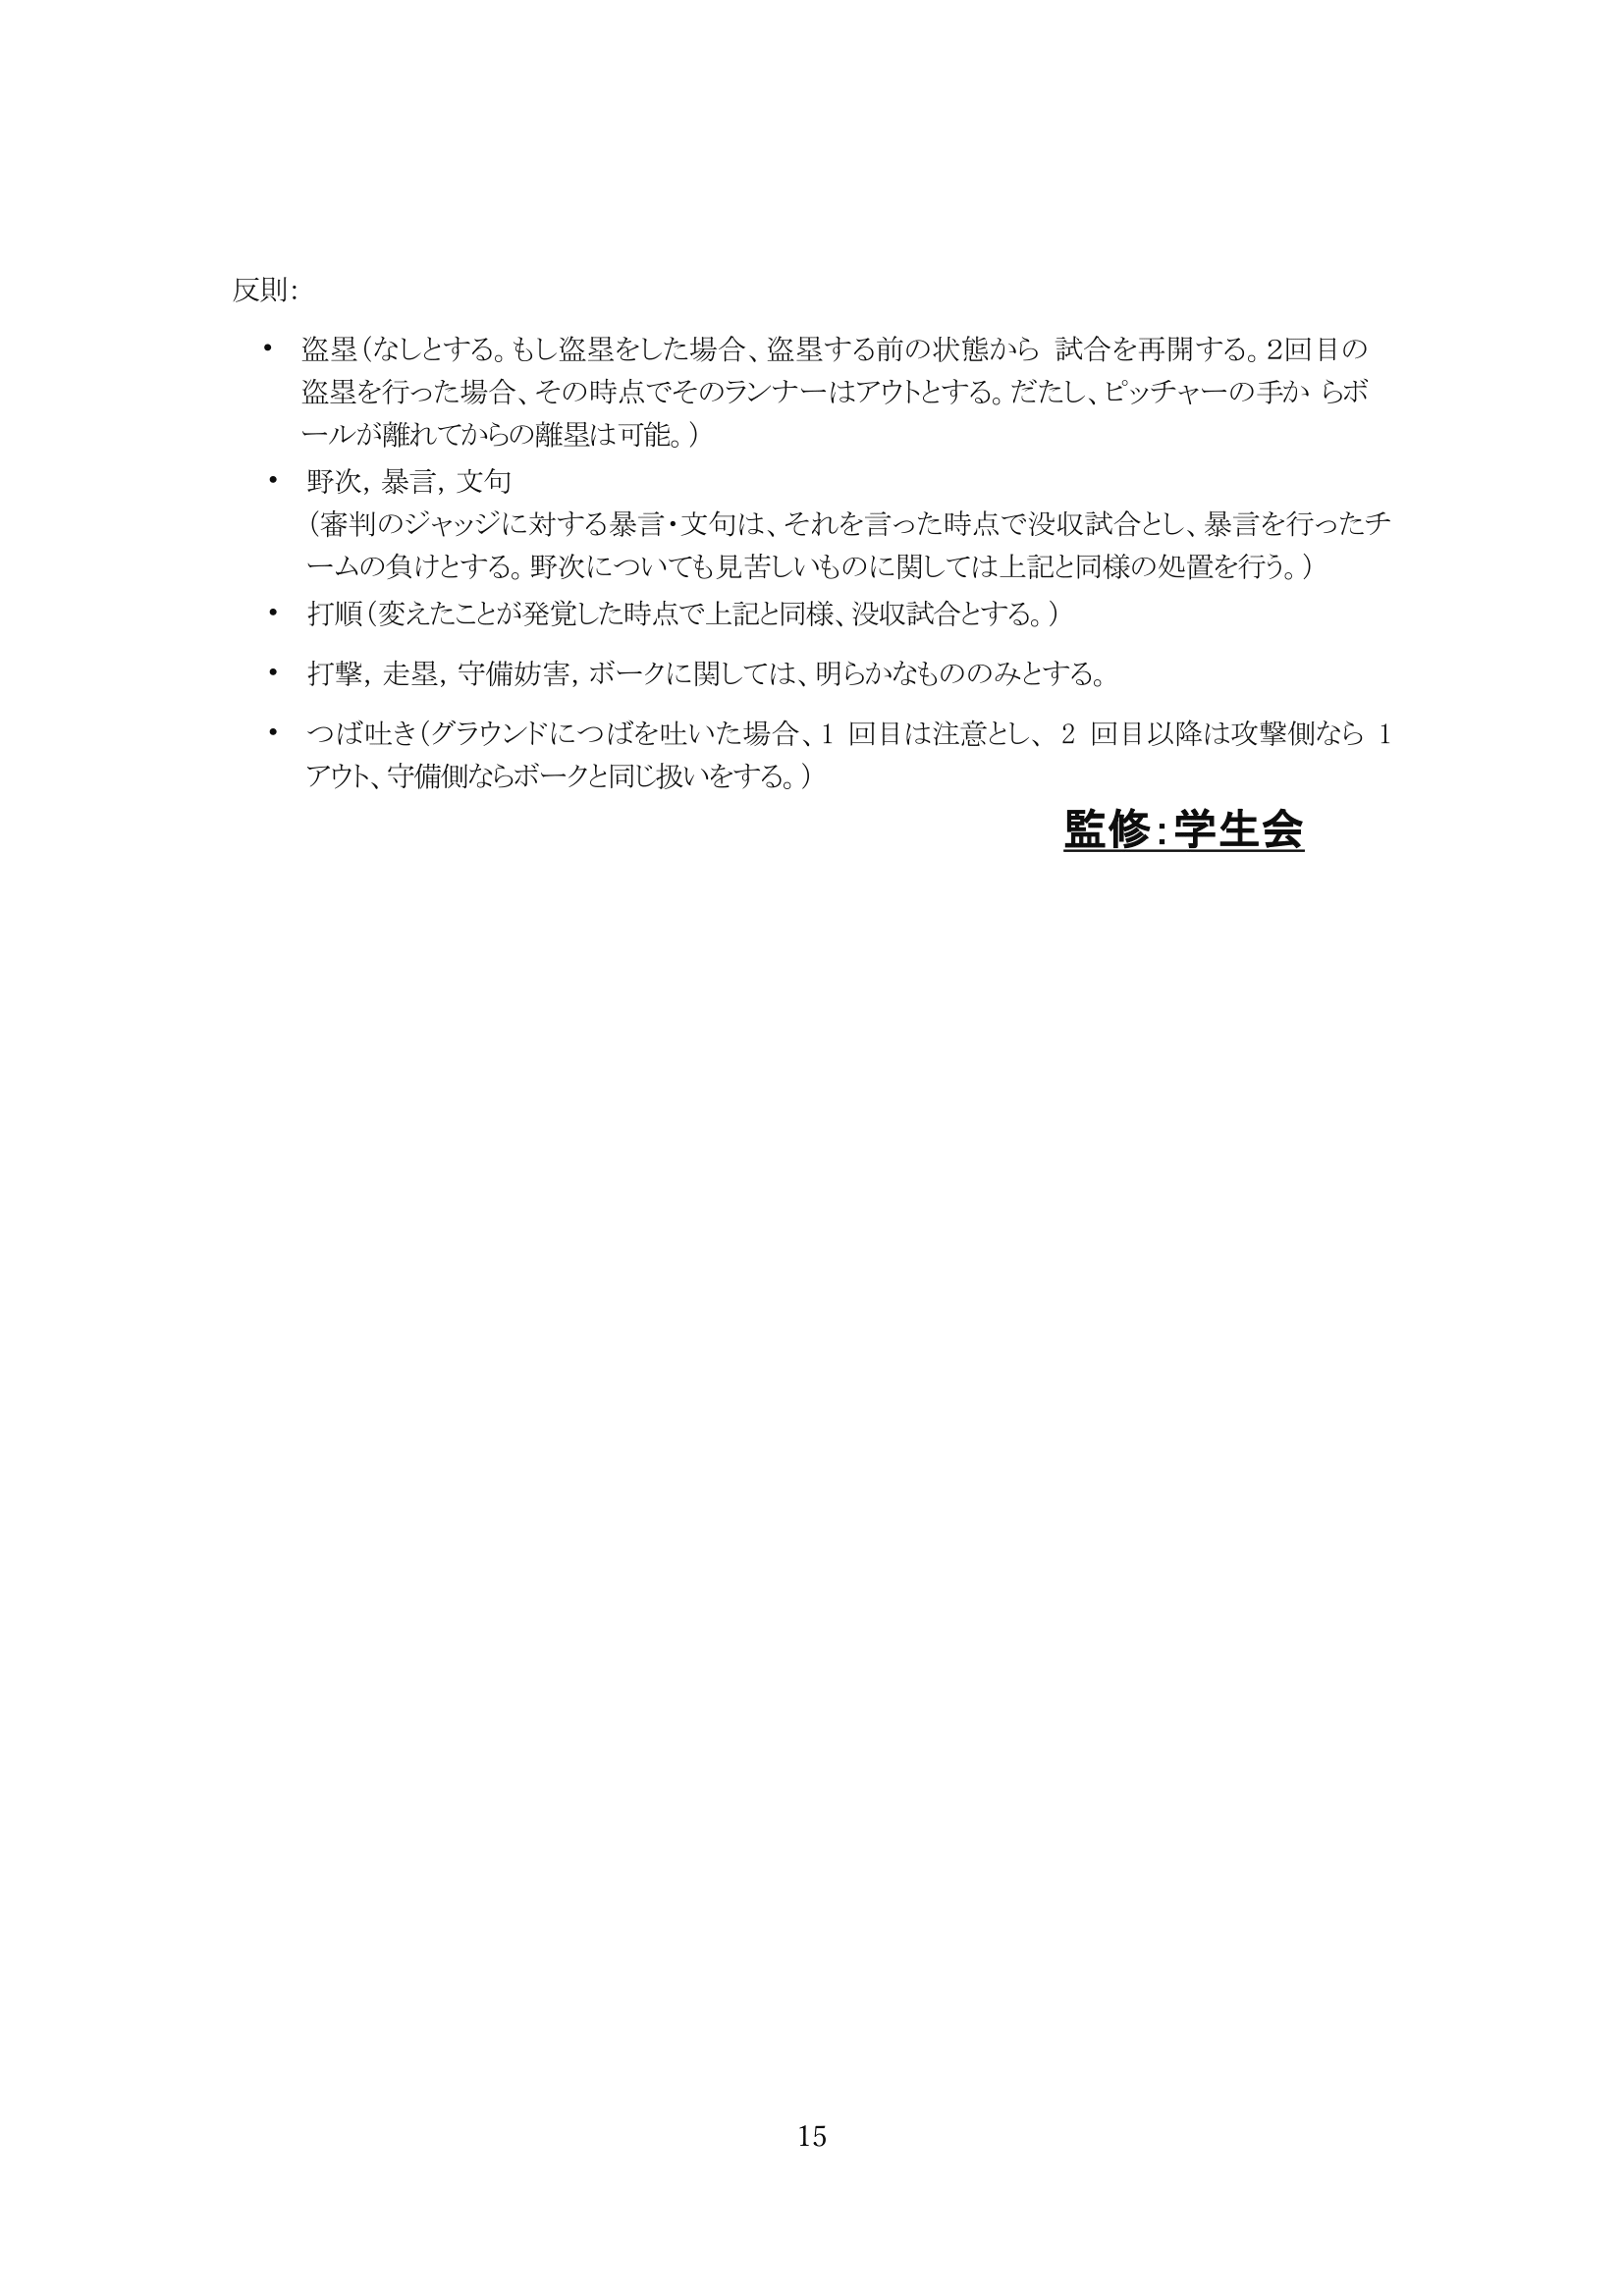 反則：
・ 盗塁（なしとする。もし盗塁をした場合、盗塁する前の状態から 試合を再開する。2回目の
盗塁を行った場合、その時点でそのランナーはアウトとする。だたし、ピッチャーの手か らボ
ールが離れてからの離塁は可能。）
・ 野次, 暴言, 文句
（審判のジャッジに対する暴言・文句は、それを言った時点で没収試合とし、暴言を行ったチ
ームの負けとする。野次についても見苦しいものに関しては上記と同様の処置を行う。）
・ 打順（変えたことが発覚した時点で上記と同様、没収試合とする。）
・ 打撃, 走塁, 守備妨害, ボークに関しては、明らかなもののみとする。
・ つば吐き（グラウンドにつばを吐いた場合、1 回目は注意とし、 2 回目以降は攻撃側なら 1
アウト、守備側ならボークと同じ扱いをする。）
監修：学生会
15